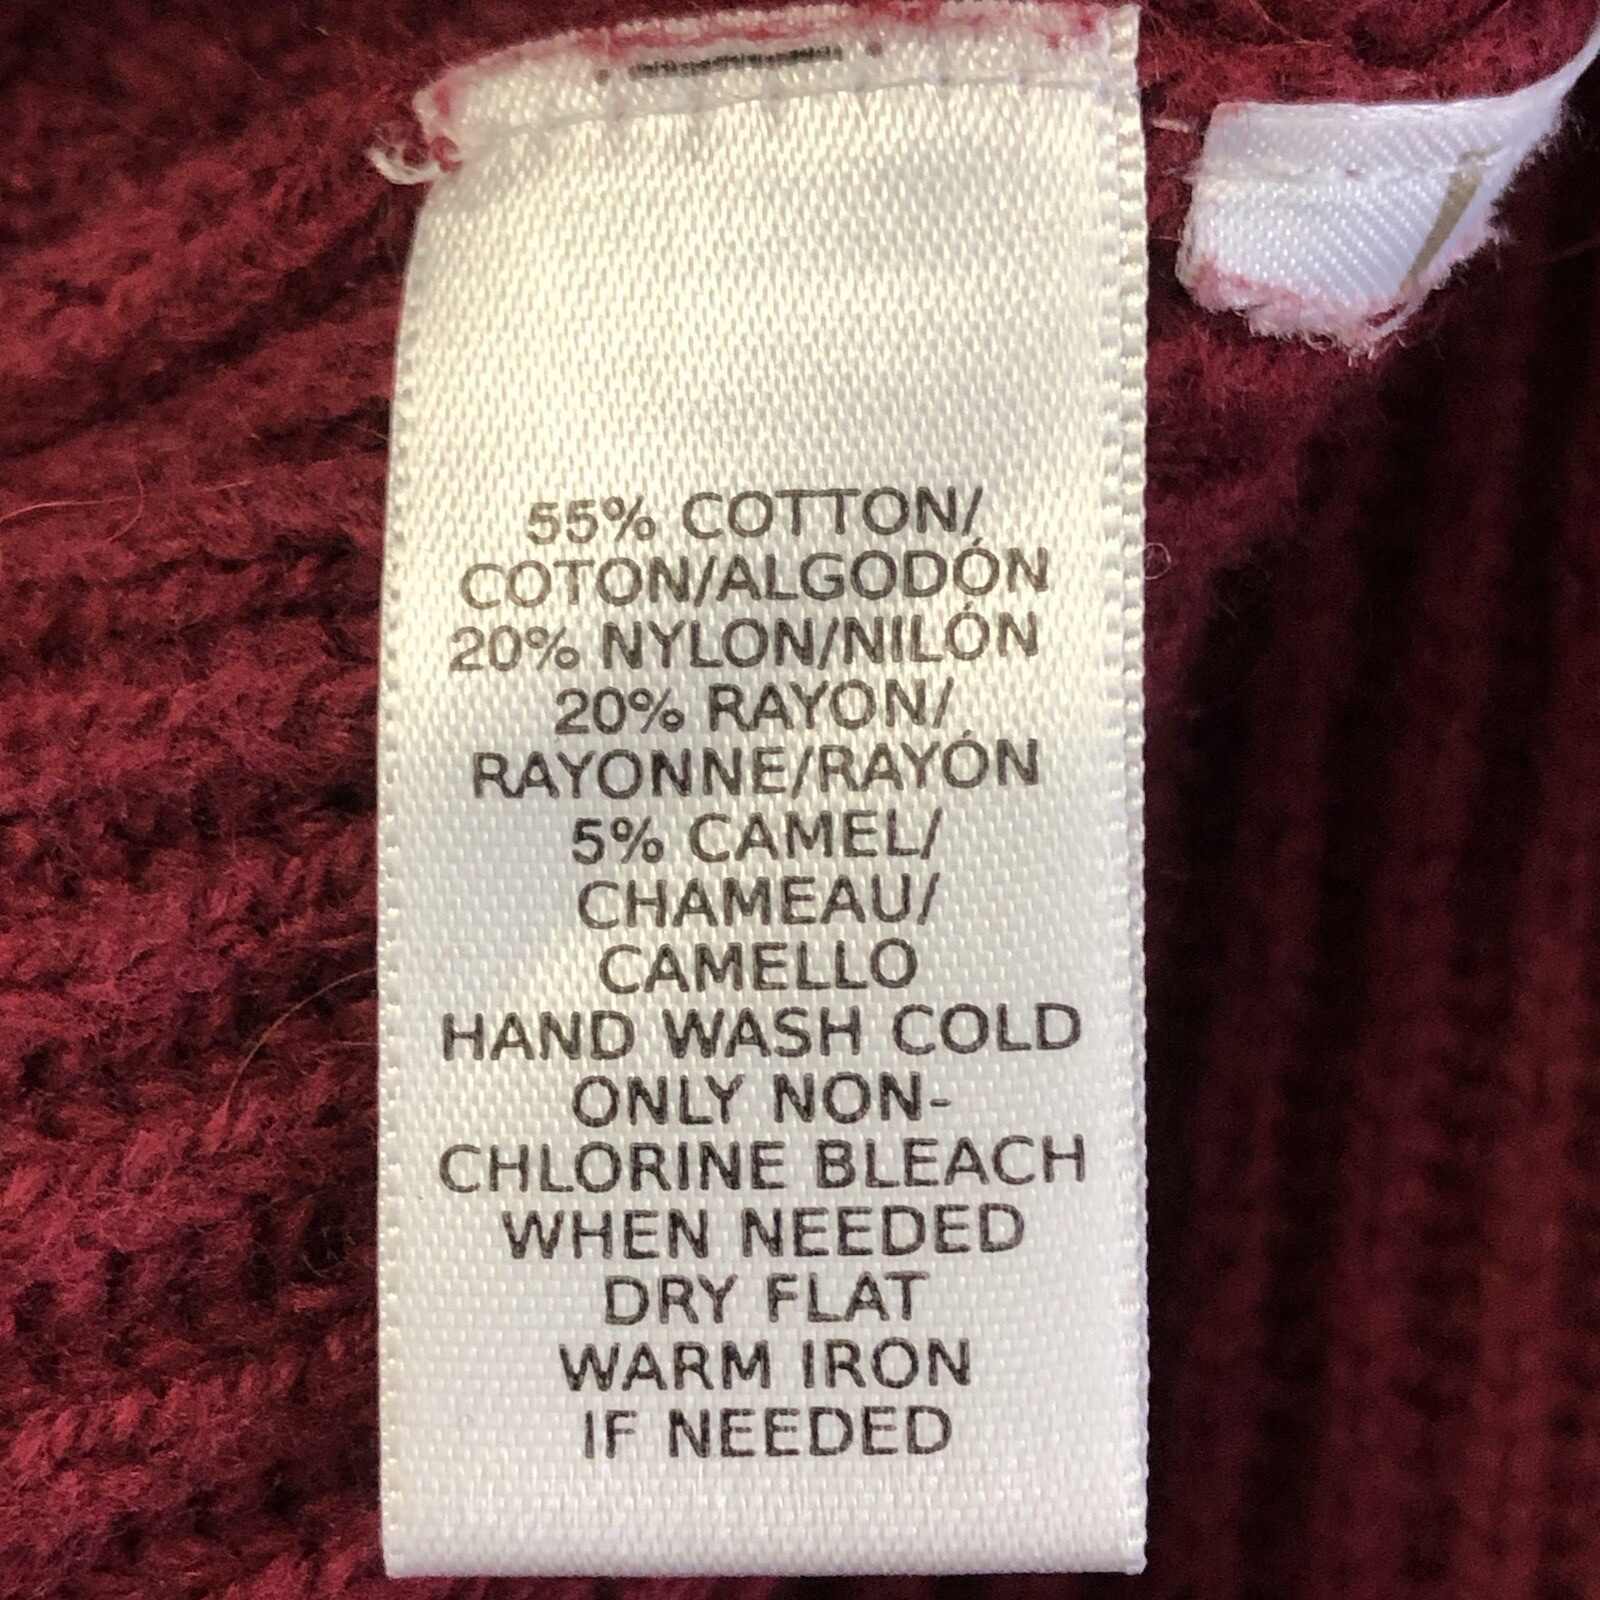 55% COTTON/
COTON/ALGODÓN
20% NYLON/NILÓN
20% RAYON/
RAYONNE/RAYÓN
5% CAMEL/
CHAMEAU/
CAMELLO
HAND WASH COLD
ONLY NON-
CHLORINE BLEACH
WHEN NEEDED
DRY FLAT
WARM IRON
IF NEEDED